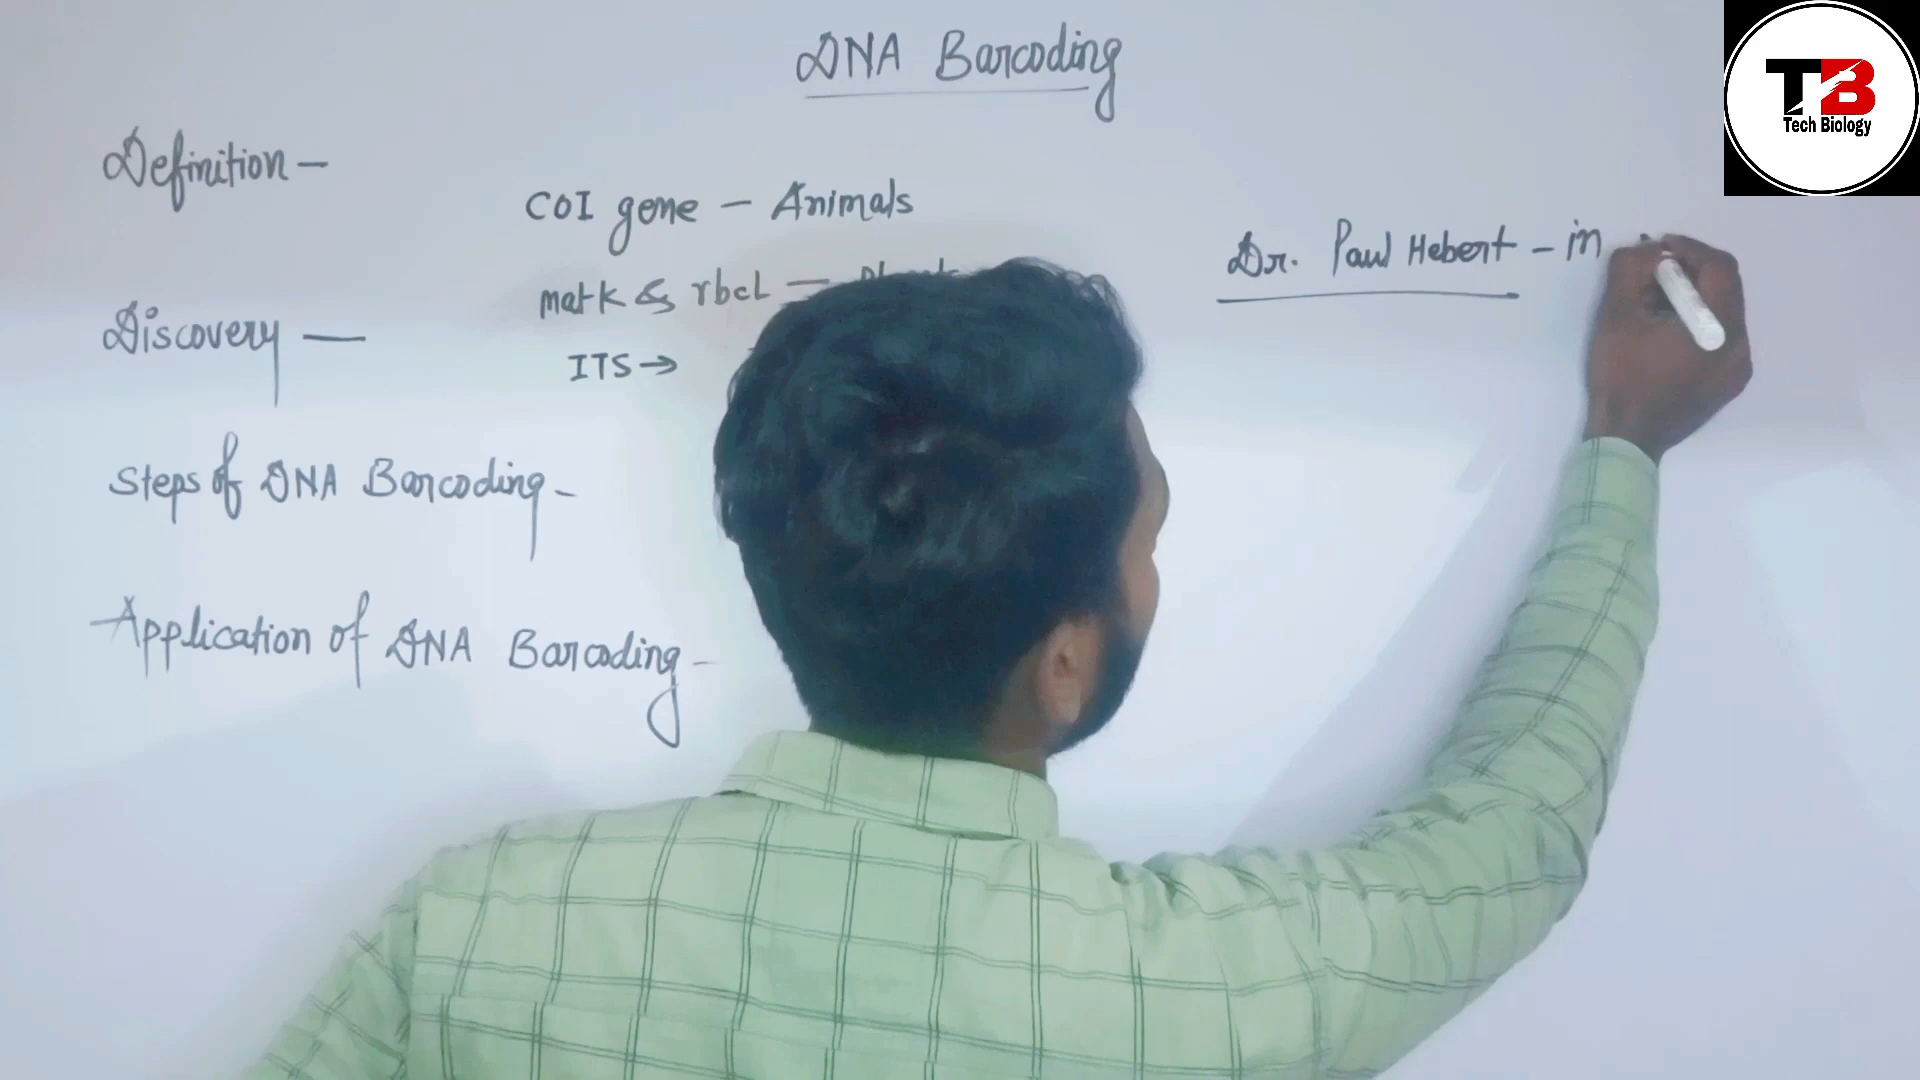 DNA Barcoding
TB
Tech Biology
Definition –
COI gene – Animals
Dr. Paul Hebert – in
matK & rbcL –
Discovery —
ITS →
Steps of DNA Barcoding –
Application of DNA Barcoding –